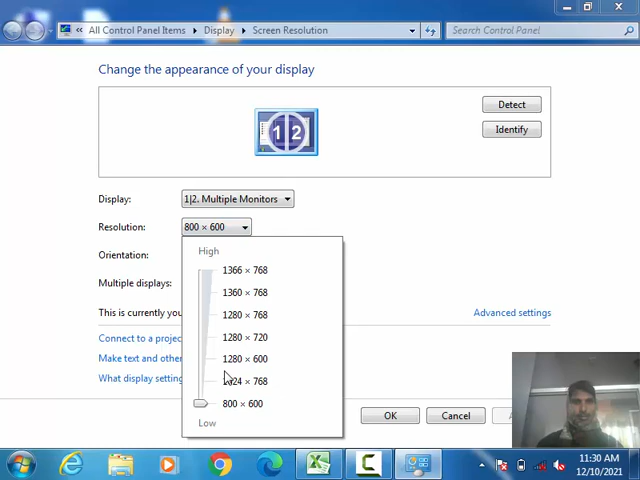 All Control Panel Items
Display
Screen Resolution
Search Control Panel
Change the appearance of your display
1
2
Detect
Identify
Display:
1|2. Multiple Monitors
Resolution:
800 × 600
High
Orientation:
1366 × 768
Multiple displays:
1360 × 768
This is currently you
1280 × 768
Advanced settings
Connect to a projec
1280 × 720
Make text and other
1280 × 600
What display setting
24 × 768
800 × 600
Low
OK
Cancel
11:30 AM
12/10/2021